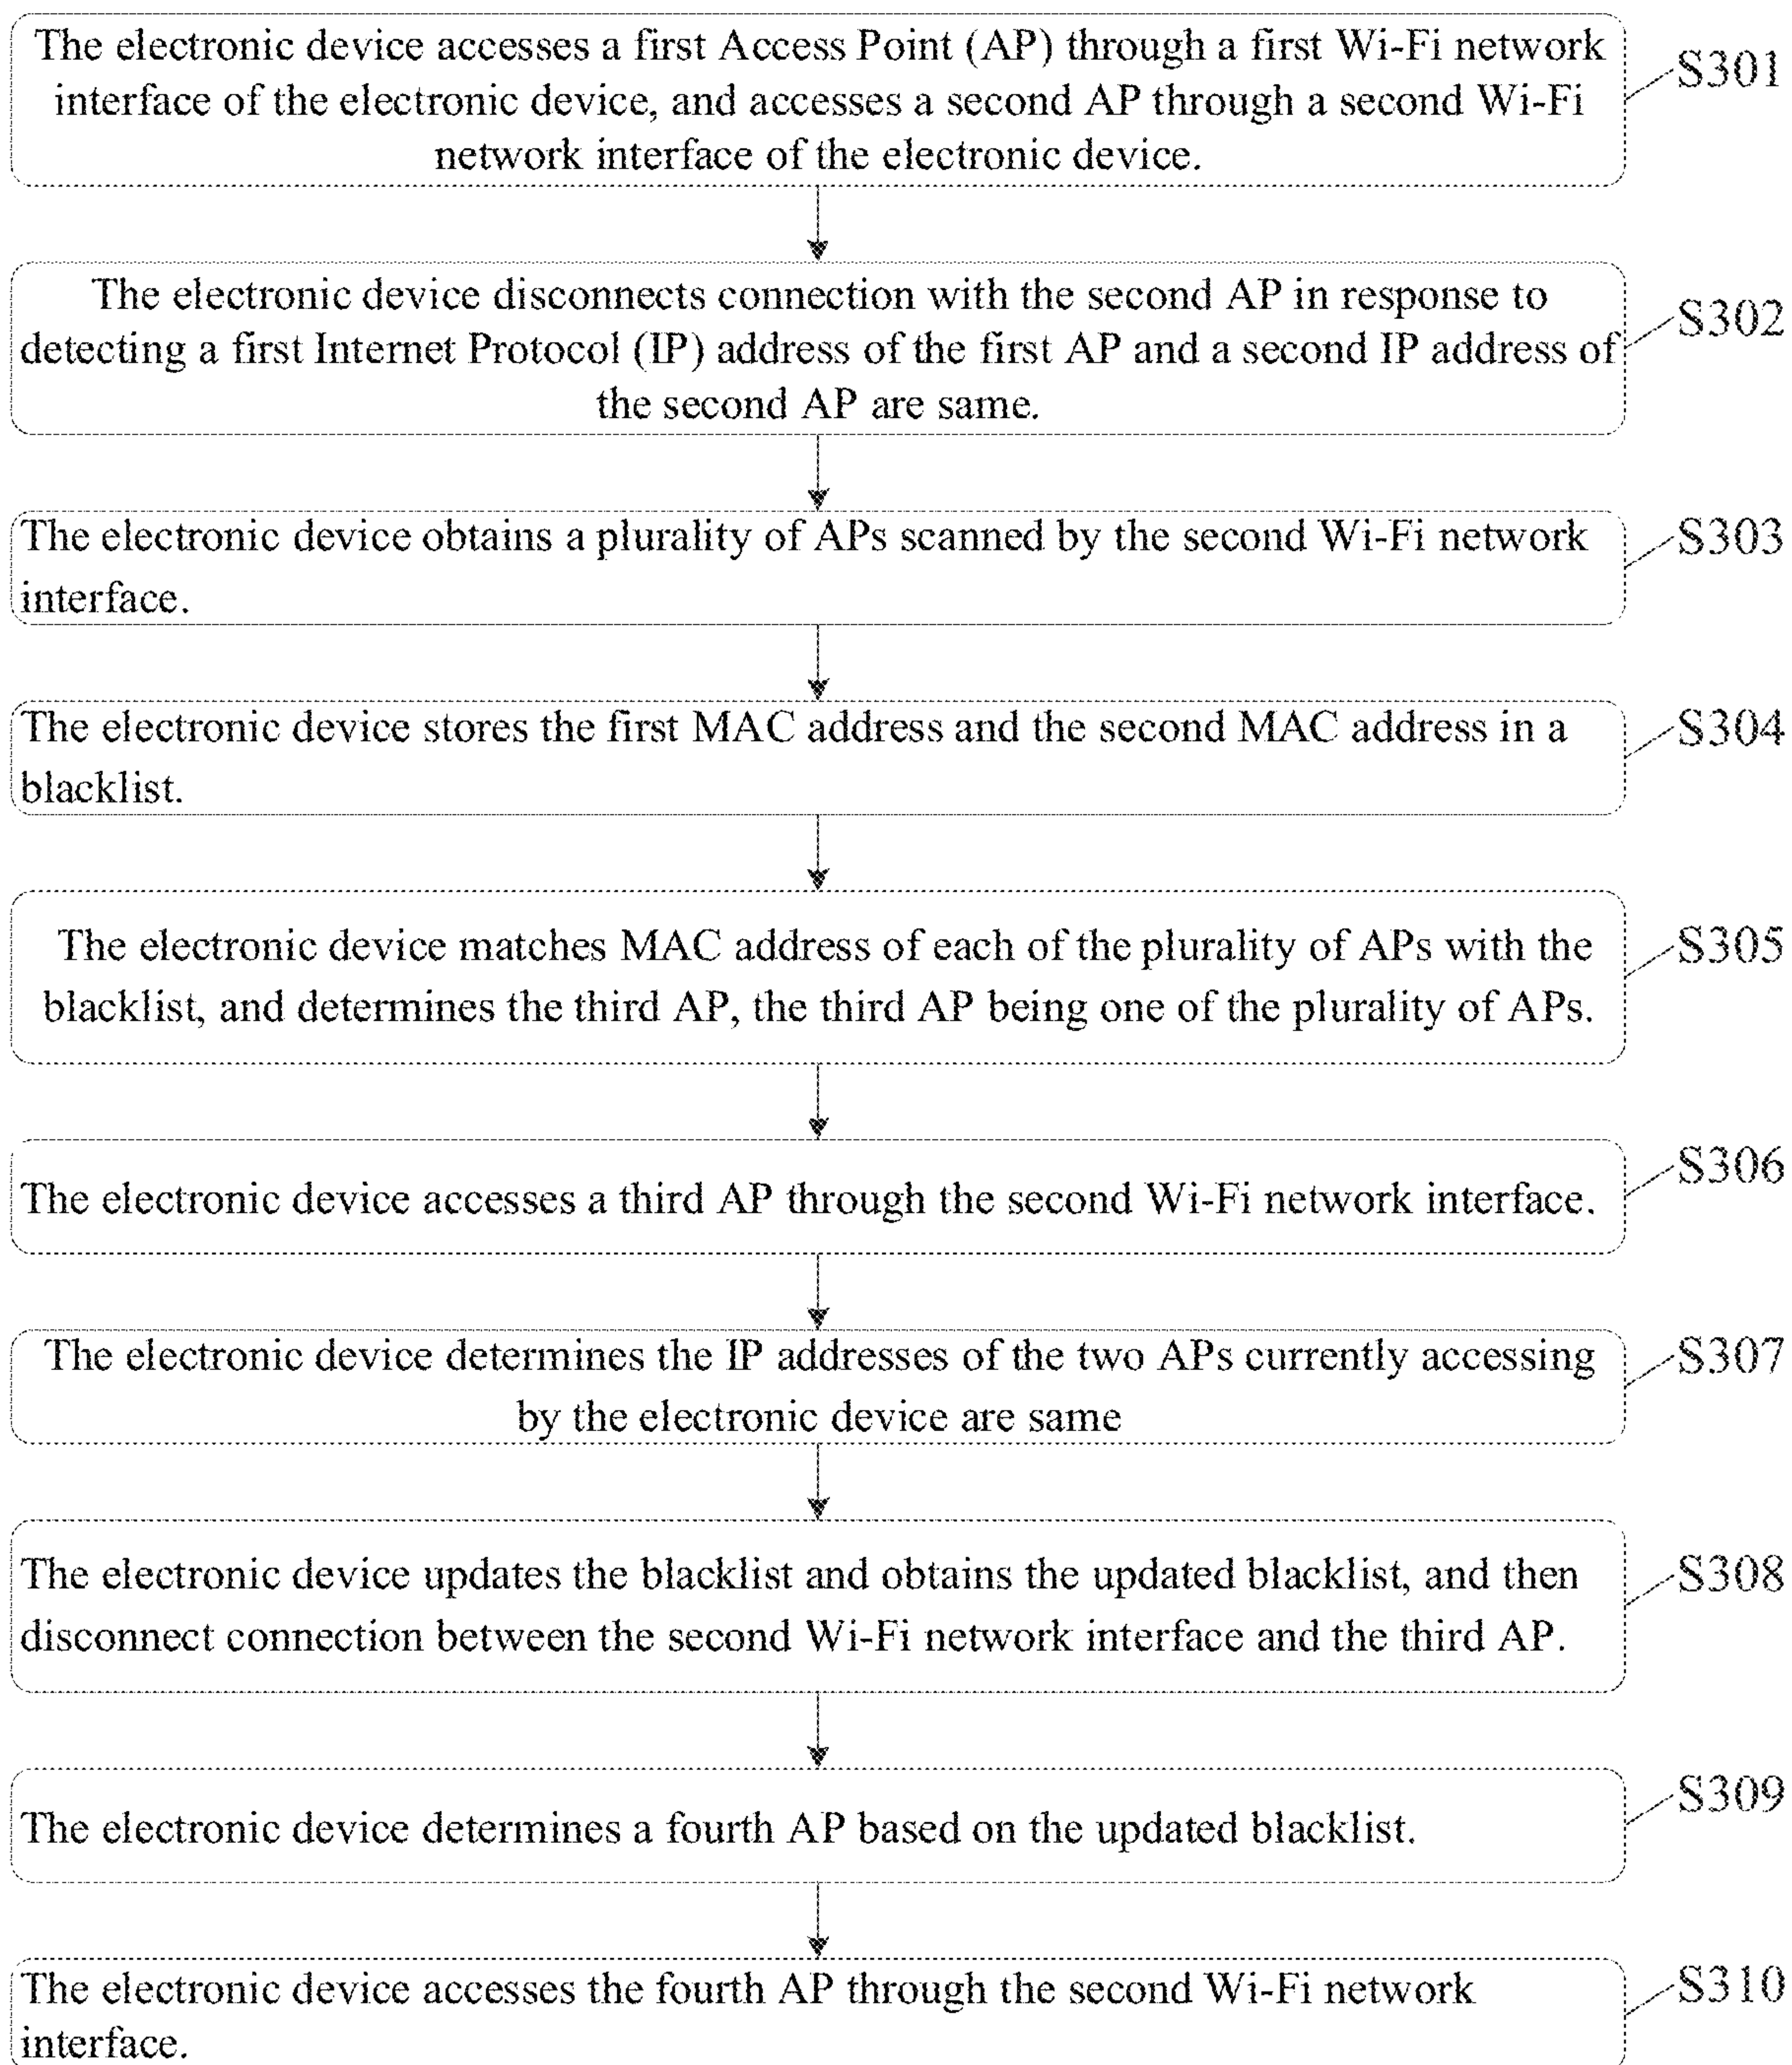 The electronic device accesses a first Access Point (AP) through a first Wi-Fi network
interface of the electronic device, and accesses a second AP through a second Wi-Fi
network interface of the electronic device.
S301
The electronic device disconnects connection with the second AP in response to
detecting a first Internet Protocol (IP) address of the first AP and a second IP address of
the second AP are same.
S302
The electronic device obtains a plurality of APs scanned by the second Wi-Fi network
interface.
S303
The electronic device stores the first MAC address and the second MAC address in a
blacklist.
S304
The electronic device matches MAC address of each of the plurality of APs with the
blacklist, and determines the third AP, the third AP being one of the plurality of APs.
S305
The electronic device accesses a third AP through the second Wi-Fi network interface.
S306
The electronic device determines the IP addresses of the two APs currently accessing
by the electronic device are same
S307
The electronic device updates the blacklist and obtains the updated blacklist, and then
disconnect connection between the second Wi-Fi network interface and the third AP.
S308
The electronic device determines a fourth AP based on the updated blacklist.
S309
The electronic device accesses the fourth AP through the second Wi-Fi network
interface.
S310